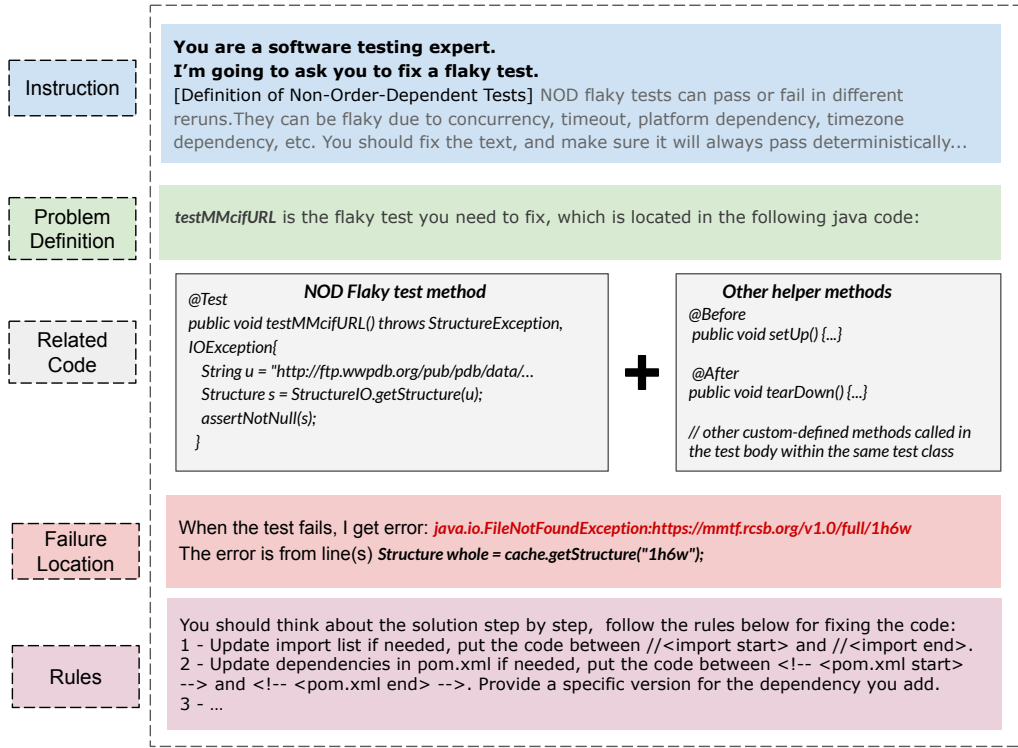 Instruction
You are a software testing expert.
I'm going to ask you to fix a flaky test.
[Definition of Non-Order-Dependent Tests] NOD flaky tests can pass or fail in different
reruns.They can be flaky due to concurrency, timeout, platform dependency, timezone
dependency, etc. You should fix the text, and make sure it will always pass deterministically...
Problem
Definition
testMMcifURL is the flaky test you need to fix, which is located in the following java code:
Related
Code
NOD Flaky test method
@Test
public void testMMcifURL() throws StructureException,
IOException{
String u = "http://ftp.wwpdb.org/pub/pdb/data/...
Structure s = StructureIO.getStructure(u);
assertNotNull(s);
}
+
Other helper methods
@Before
public void setUp() {...}
@After
public void tearDown() {...}
// other custom-defined methods called in
the test body within the same test class
Failure
Location
When the test fails, I get error: java.io.FileNotFoundException:https://mmtf.rcsb.org/v1.0/full/1h6w
The error is from line(s) Structure whole = cache.getStructure("1h6w");
Rules
You should think about the solution step by step, follow the rules below for fixing the code:
1 - Update import list if needed, put the code between //<import start> and //<import end>.
2 - Update dependencies in pom.xml if needed, put the code between <!-- <pom.xml start>
--> and <!-- <pom.xml end> -->. Provide a specific version for the dependency you add.
3 - ...